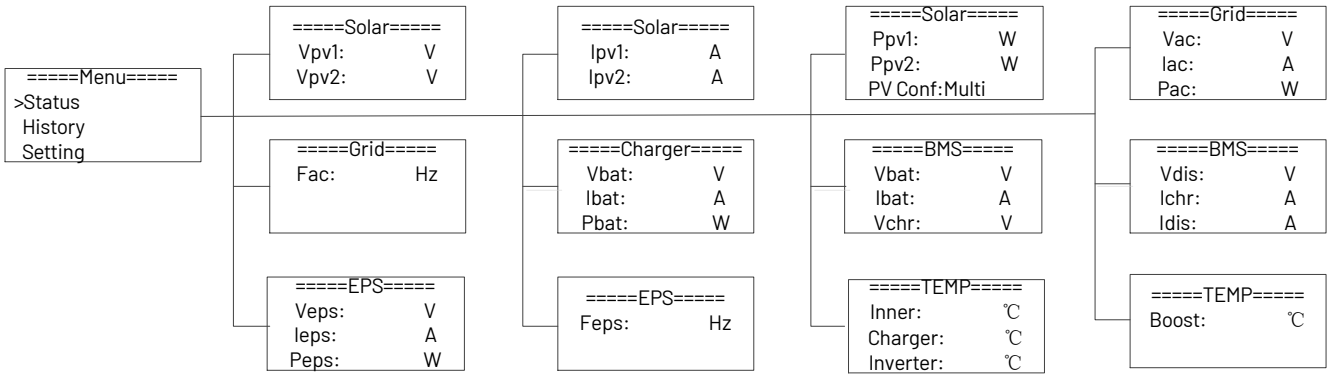 =====Menu=====
>Status
History
Setting
=====Solar=====
Vpv1: V
Vpv2: V
=====Solar=====
Ipv1: A
Ipv2: A
=====Solar=====
Ppv1: W
Ppv2: W
PV Conf:Multi
=====Grid=====
Vac: V
Iac: A
Pac: W
=====Grid=====
Fac: Hz
=====Charger=====
Vbat: V
Ibat: A
Pbat: W
=====BMS=====
Vbat: V
Ibat: A
Vchr: V
=====BMS=====
Vdis: V
Ichr: A
Idis: A
=====EPS=====
Veps: V
Ieps: A
Peps: W
=====EPS=====
Feps: Hz
=====TEMP=====
Inner: ℃
Charger: ℃
Inverter: ℃
=====TEMP=====
Boost: ℃